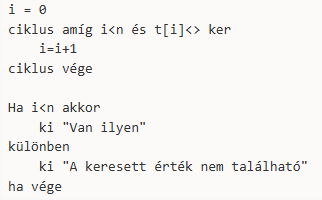 i = 0
ciklus amíg i<n és t[i]<> ker
    i=i+1
ciklus vége

Ha i<n akkor
    ki "Van ilyen"
különben
    ki "A keresett érték nem található"
ha vége